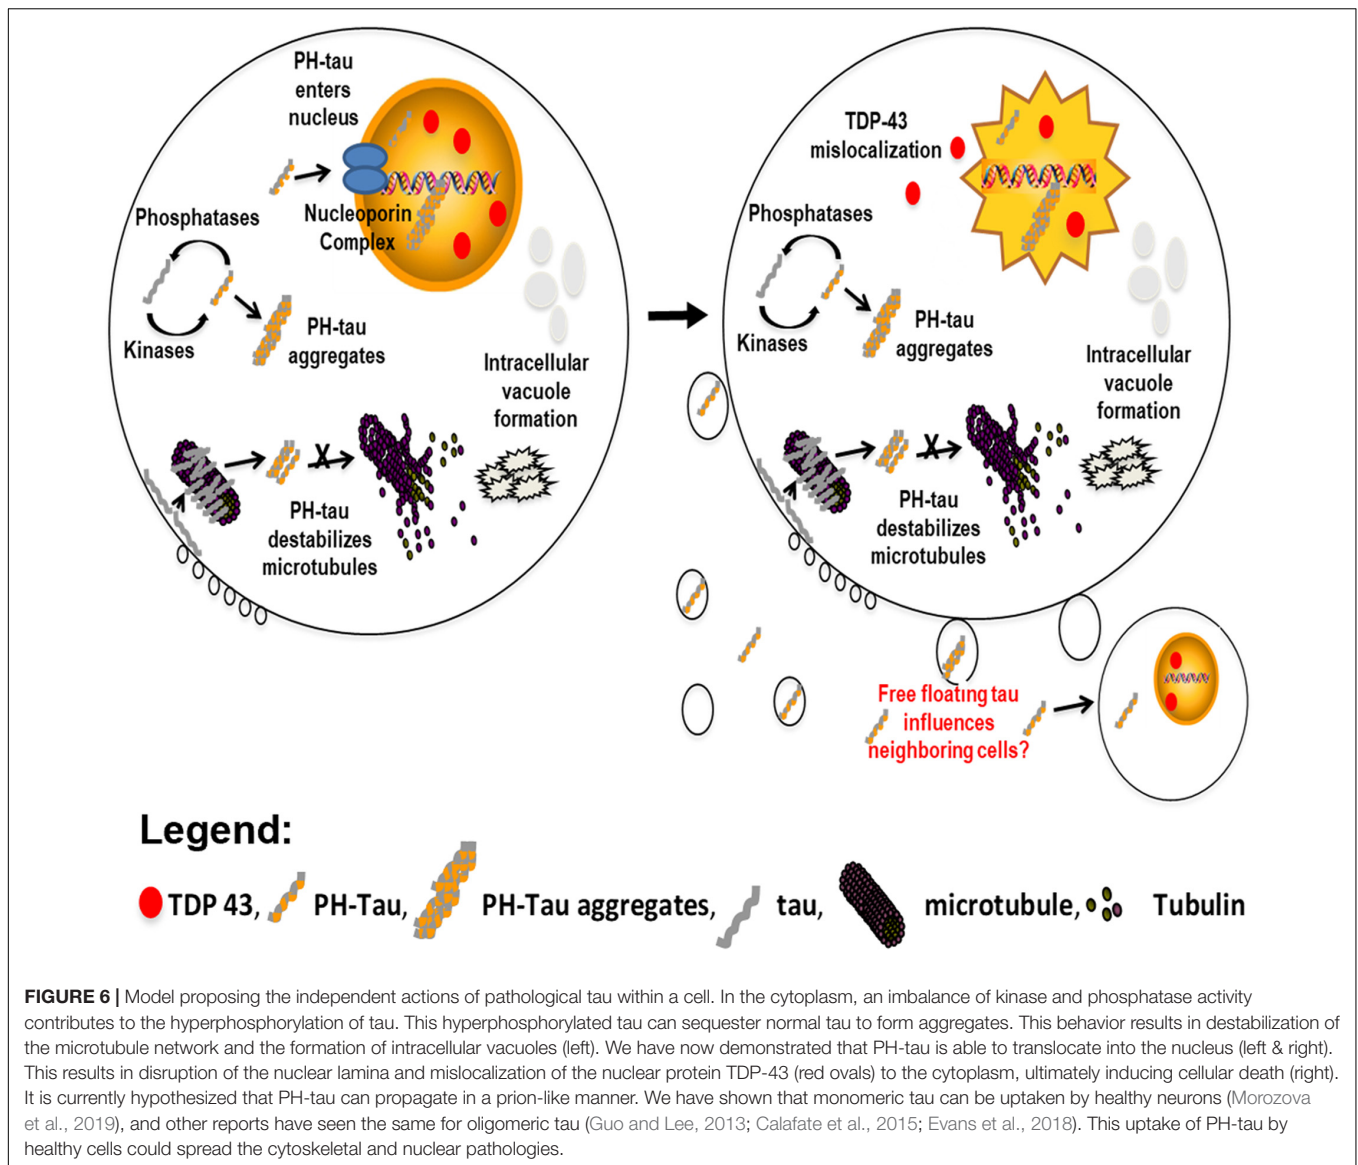 PH-tau
enters
nucleus
Nucleoporin
Complex
Phosphatases
Kinases
PH-tau
aggregates
Intracellular
vacuole
formation
X
PH-tau
destabilizes
microtubules
TDP-43
mislocalization
Phosphatases
Kinases
PH-tau
aggregates
Intracellular
vacuole
formation
X
PH-tau
destabilizes
microtubules
Free floating tau
influences
neighboring cells?
Legend:
TDP 43, PH-Tau, PH-Tau aggregates, tau, microtubule, Tubulin
FIGURE 6 | Model proposing the independent actions of pathological tau within a cell. In the cytoplasm, an imbalance of kinase and phosphatase activity
contributes to the hyperphosphorylation of tau. This hyperphosphorylated tau can sequester normal tau to form aggregates. This behavior results in destabilization of
the microtubule network and the formation of intracellular vacuoles (left). We have now demonstrated that PH-tau is able to translocate into the nucleus (left & right).
This results in disruption of the nuclear lamina and mislocalization of the nuclear protein TDP-43 (red ovals) to the cytoplasm, ultimately inducing cellular death (right).
It is currently hypothesized that PH-tau can propagate in a prion-like manner. We have shown that monomeric tau can be uptaken by healthy neurons (Morozova
et al., 2019), and other reports have seen the same for oligomeric tau (Guo and Lee, 2013; Calafate et al., 2015; Evans et al., 2018). This uptake of PH-tau by
healthy cells could spread the cytoskeletal and nuclear pathologies.